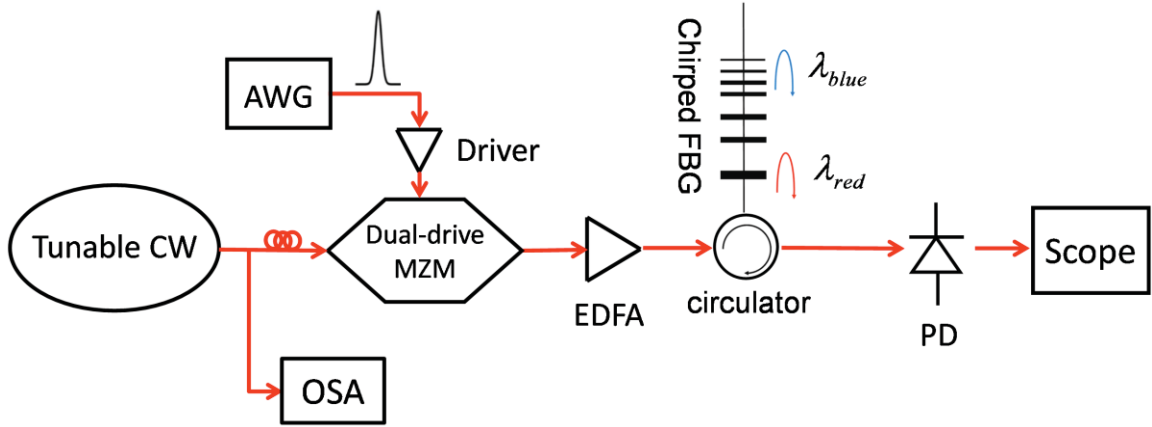 AWG
Driver
Chirped FBG
λblue
λred
Tunable CW
Dual-drive
MZM
EDFA
circulator
PD
Scope
OSA